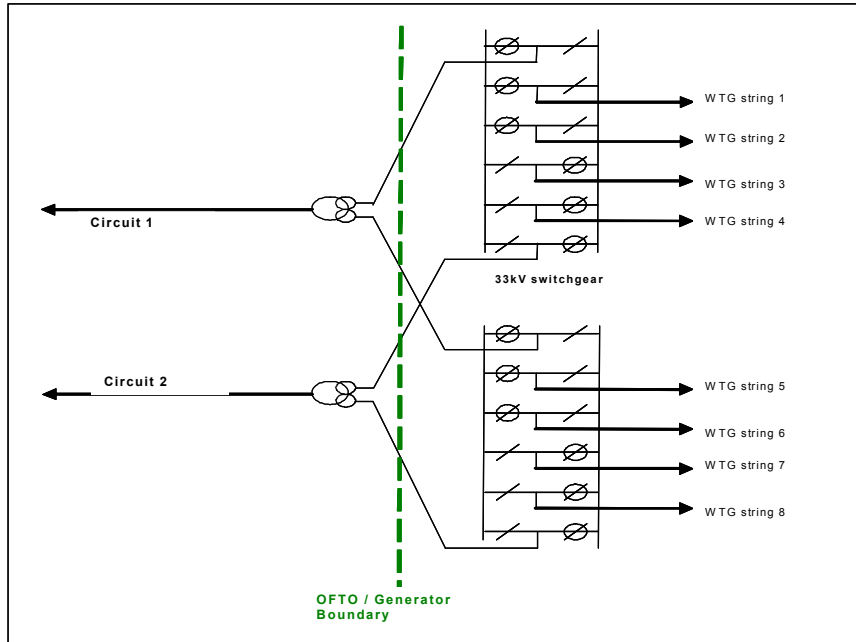 WTG string 1
WTG string 2
WTG string 3
Circuit 1
WTG string 4
33kV switchgear
Circuit 2
WTG string 5
WTG string 6
WTG string 7
WTG string 8
OFTO / Generator
Boundary